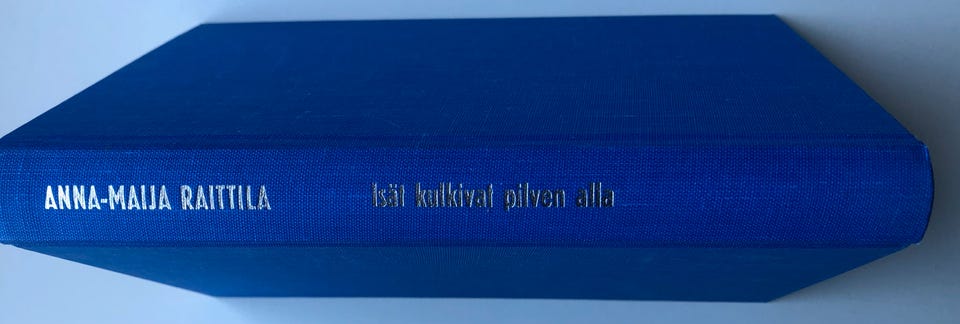 ANNA-MAIJA RAITTILA
Isät kulkivat pilven alla